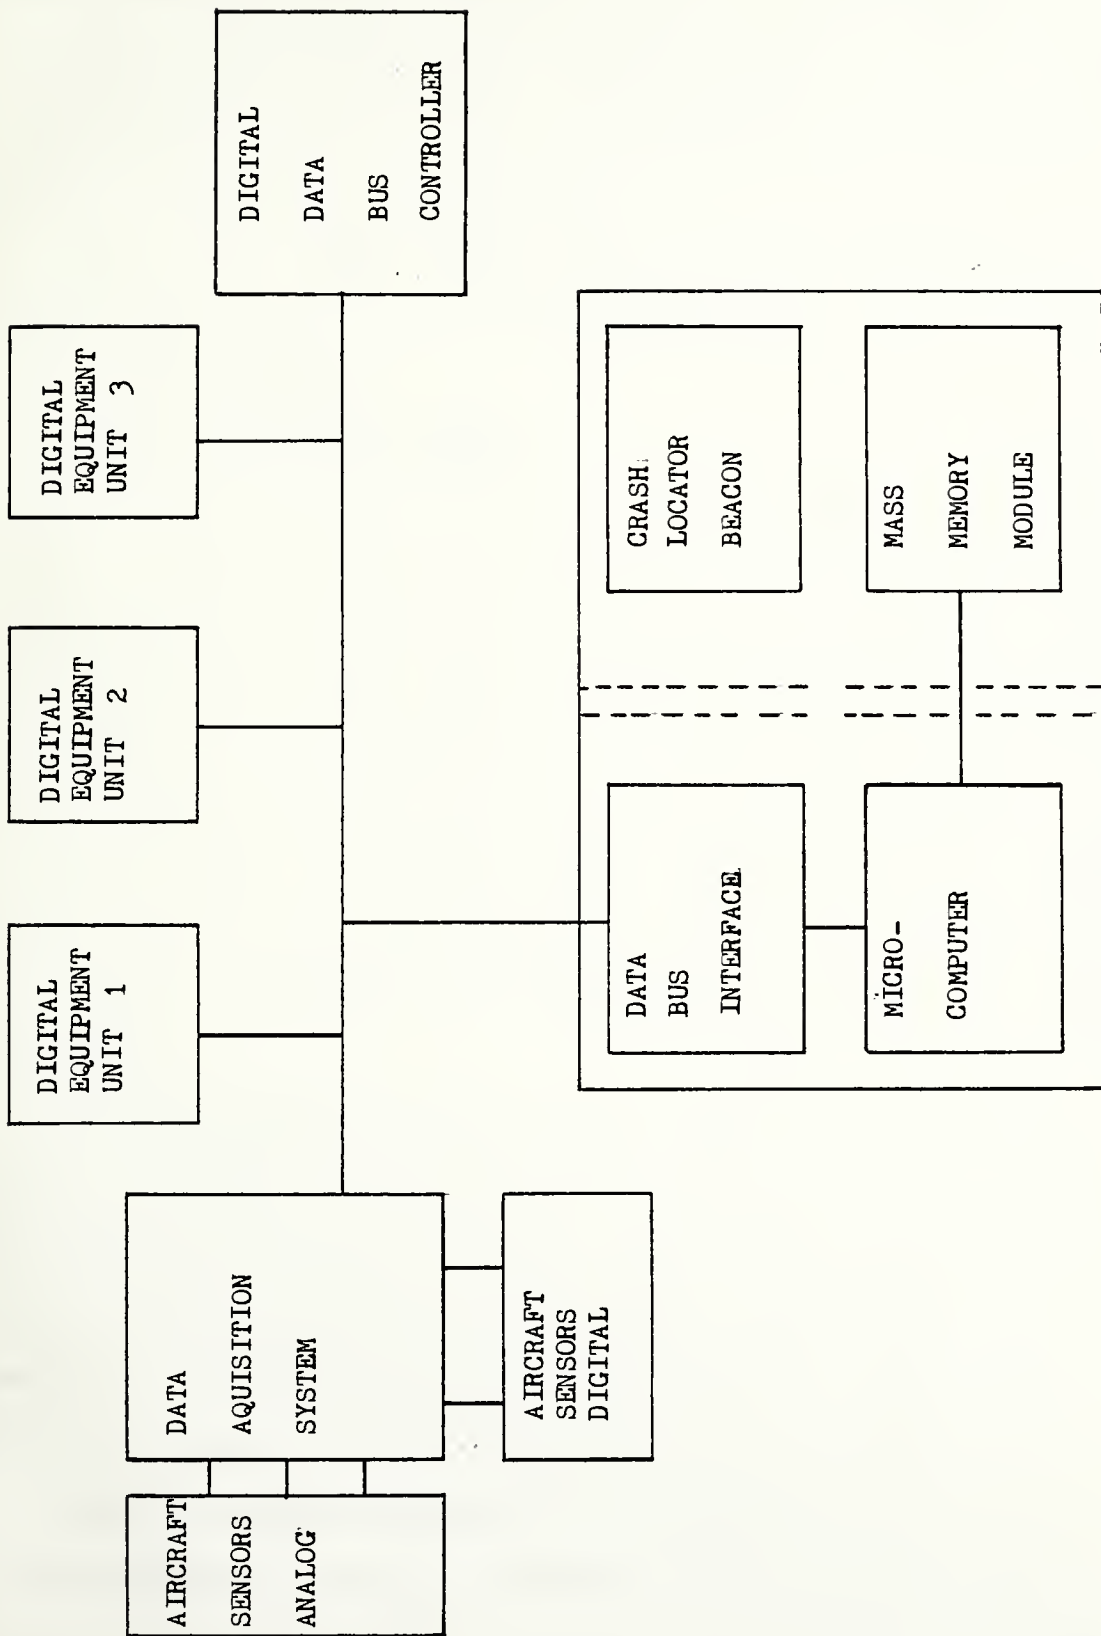 DIGITAL
EQUIPMENT
UNIT 1
DIGITAL
EQUIPMENT
UNIT 2
DIGITAL
EQUIPMENT
UNIT 3
AIRCRAFT
SENSORS
ANALOG
DATA
AQUISITION
SYSTEM
DIGITAL
DATA
BUS
CONTROLLER
AIRCRAFT
SENSORS
DIGITAL
DATA
BUS
INTERFACE
CRASH
LOCATOR
BEACON
MICRO-
COMPUTER
MASS
MEMORY
MODULE